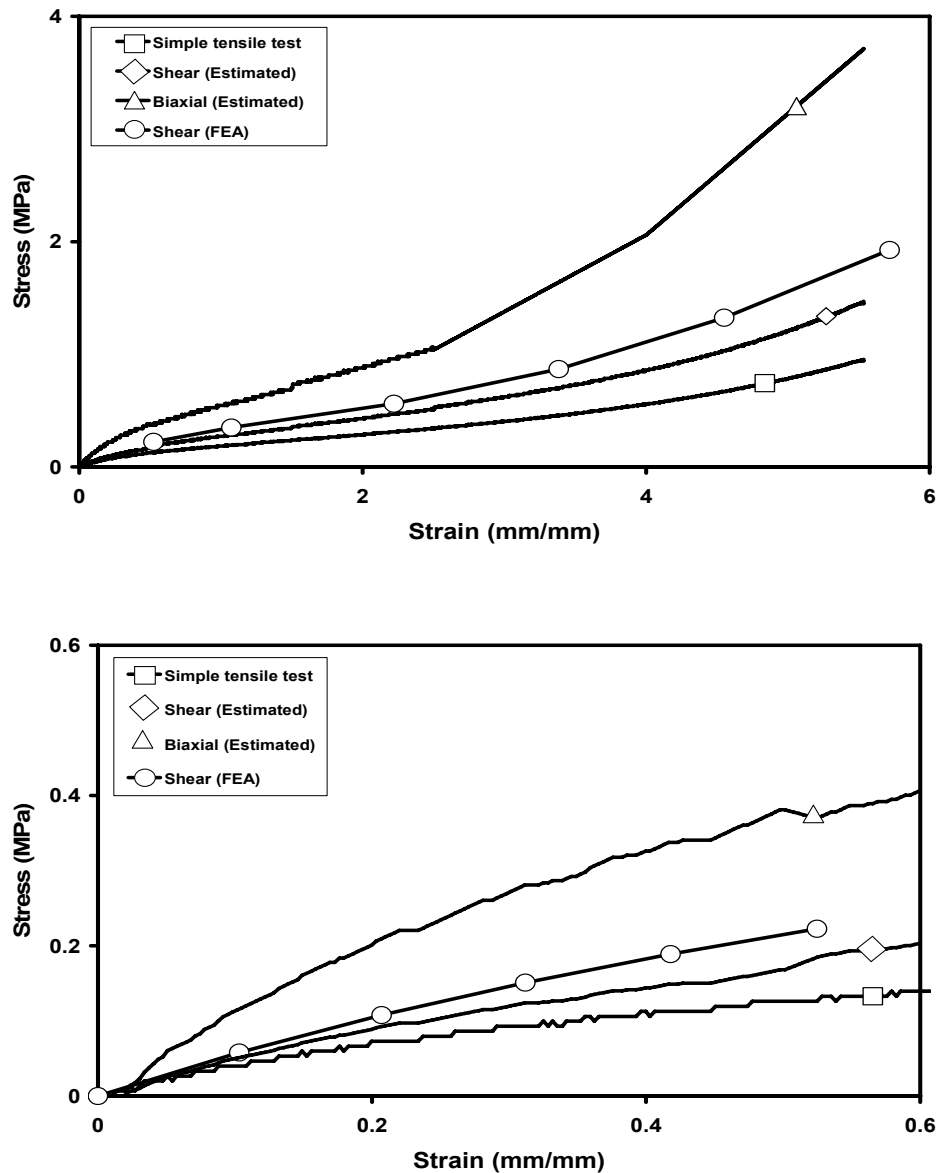 4
Simple tensile test
Shear (Estimated)
Biaxial (Estimated)
Shear (FEA)
Stress (MPa)
2
0
0 2 4 6
Strain (mm/mm)
0.6
Simple tensile test
Shear (Estimated)
Biaxial (Estimated)
Shear (FEA)
0.4
Stress (MPa)
0.2
0
0 0.2 0.4 0.6
Strain (mm/mm)